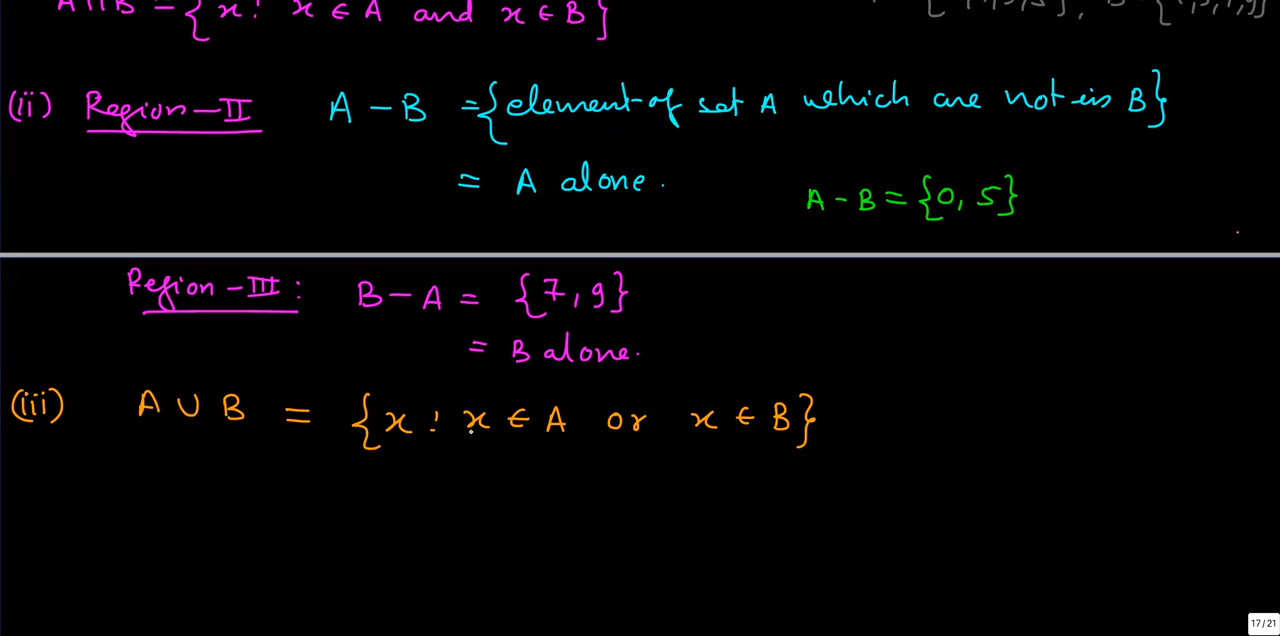 A ∩ B = {x : x ∈ A and x ∈ B}
(ii) Region-II A - B = {element of set A which are not in B}
= A alone.
A - B = {0, 5}
Region-III : B - A = {7, 9}
= B alone.
(iii) A ∪ B = {x : x ∈ A or x ∈ B}
17/21